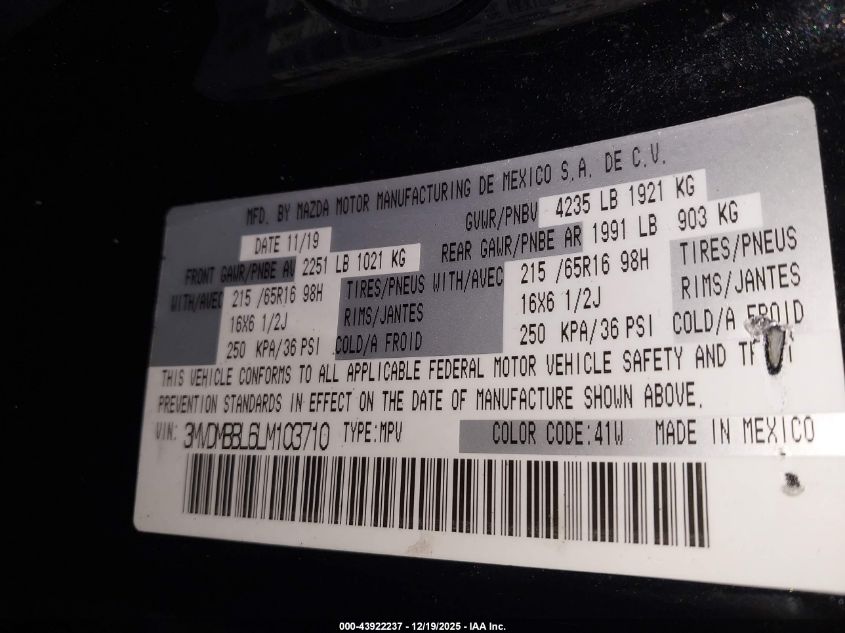 MFD. BY MAZDA MOTOR MANUFACTURING DE MEXICO S.A. DE C.V.
DATE 11/19 GVWR/PNBV 4235 LB 1921 KG
FRONT GAWR/PNBE AV 2251 LB 1021 KG REAR GAWR/PNBE AR 1991 LB 903 KG
WITH/AVEC 215 /65R16 98H TIRES/PNEUS WITH/AVEC 215 /65R16 98H TIRES/PNEUS
16X6 1/2J RIMS/JANTES 16X6 1/2J RIMS/JANTES
250 KPA/36 PSI COLD/A FROID 250 KPA/36 PSI COLD/A FROID
THIS VEHICLE CONFORMS TO ALL APPLICABLE FEDERAL MOTOR VEHICLE SAFETY AND
PREVENTION STANDARDS IN EFFECT ON THE DATE OF MANUFACTURE SHOWN ABOVE.
VIN: 3MVDMBBL6LM103710 TYPE:MPV COLOR CODE:41W MADE IN MEXICO
000-43922237 - 12/19/2025 - IAA Inc.